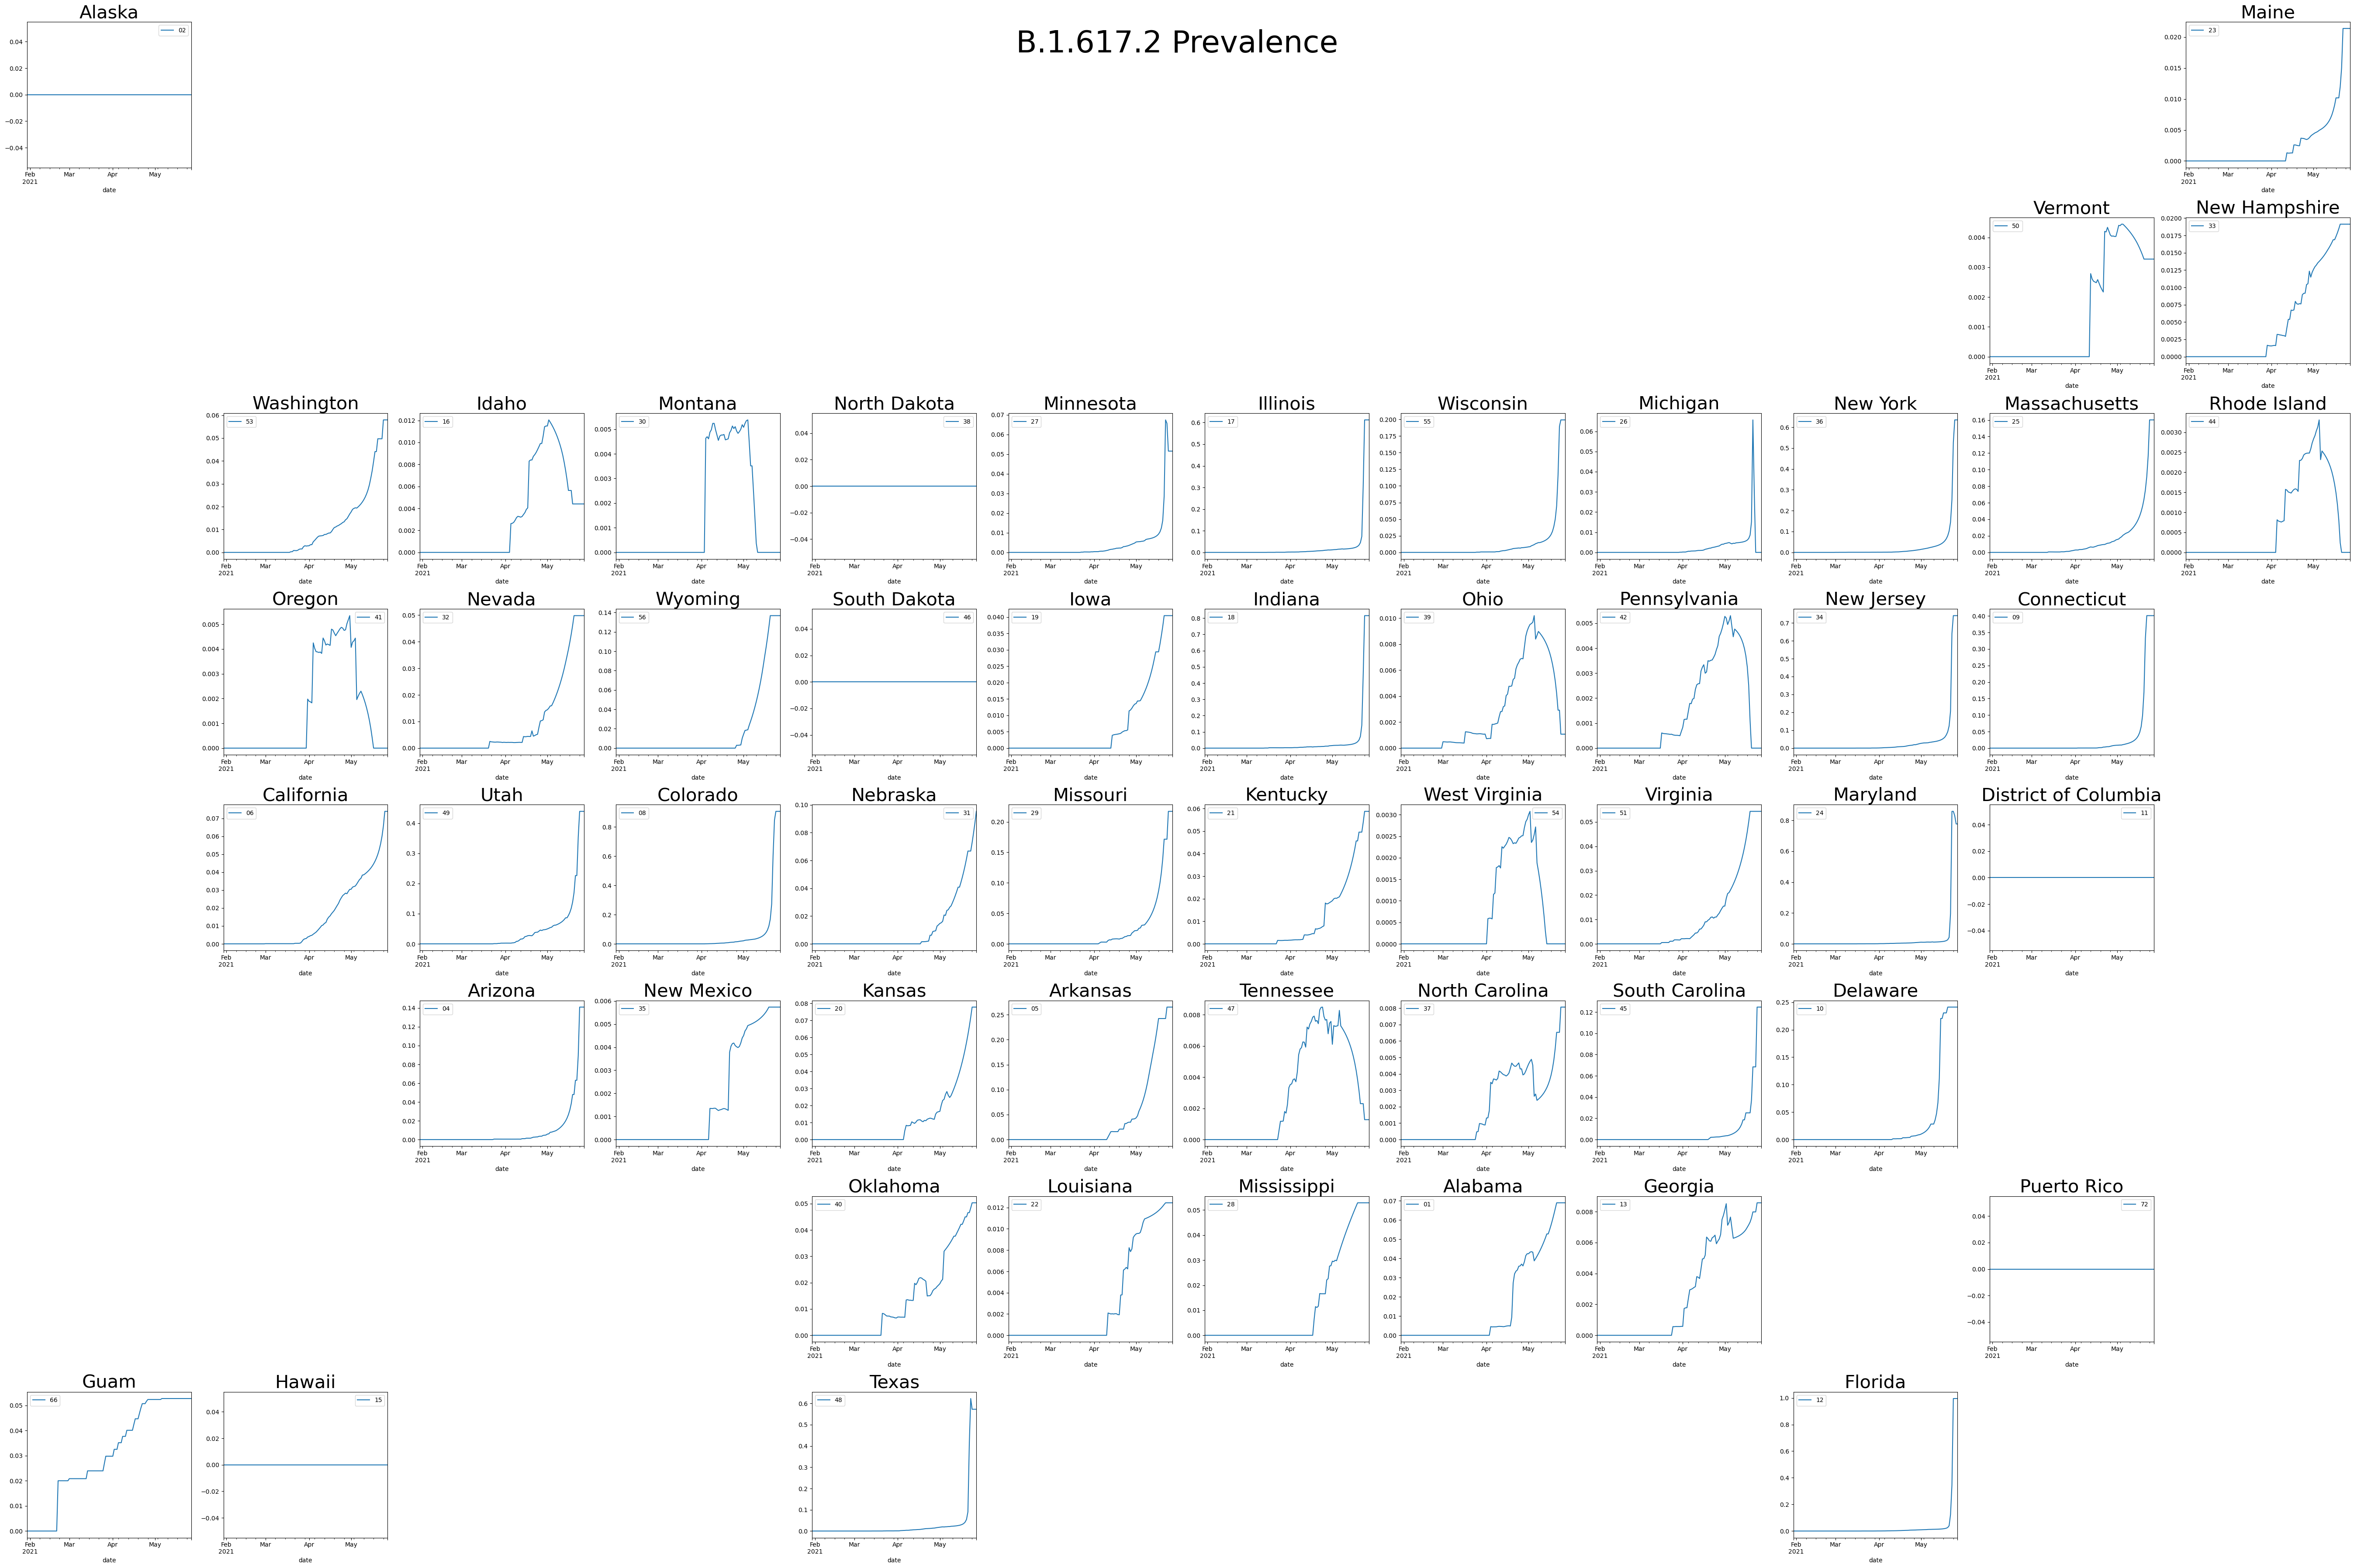 B.1.617.2 Prevalence
Alaska
02
0.04
0.02
0.00
−0.02
−0.04
Feb Mar Apr May
2021
date
Maine
23
0.020
0.015
0.010
0.005
0.000
Feb Mar Apr May
2021
date
Vermont
50
0.004
0.003
0.002
0.001
0.000
Feb Mar Apr May
2021
date
New Hampshire
33
0.0200
0.0175
0.0150
0.0125
0.0100
0.0075
0.0050
0.0025
0.0000
Feb Mar Apr May
2021
date
Washington
53
0.06
0.05
0.04
0.03
0.02
0.01
0.00
Feb Mar Apr May
2021
date
Idaho
16
0.012
0.010
0.008
0.006
0.004
0.002
0.000
Feb Mar Apr May
2021
date
Montana
30
0.005
0.004
0.003
0.002
0.001
0.000
Feb Mar Apr May
2021
date
North Dakota
38
0.04
0.02
0.00
−0.02
−0.04
Feb Mar Apr May
2021
date
Minnesota
27
0.07
0.06
0.05
0.04
0.03
0.02
0.01
0.00
Feb Mar Apr May
2021
date
Illinois
17
0.6
0.5
0.4
0.3
0.2
0.1
0.0
Feb Mar Apr May
2021
date
Wisconsin
55
0.200
0.175
0.150
0.125
0.100
0.075
0.050
0.025
0.000
Feb Mar Apr May
2021
date
Michigan
26
0.06
0.05
0.04
0.03
0.02
0.01
0.00
Feb Mar Apr May
2021
date
New York
36
0.6
0.5
0.4
0.3
0.2
0.1
0.0
Feb Mar Apr May
2021
date
Massachusetts
25
0.16
0.14
0.12
0.10
0.08
0.06
0.04
0.02
0.00
Feb Mar Apr May
2021
date
Rhode Island
44
0.0030
0.0025
0.0020
0.0015
0.0010
0.0005
0.0000
Feb Mar Apr May
2021
date
Oregon
41
0.005
0.004
0.003
0.002
0.001
0.000
Feb Mar Apr May
2021
date
Nevada
32
0.05
0.04
0.03
0.02
0.01
0.00
Feb Mar Apr May
2021
date
Wyoming
56
0.14
0.12
0.10
0.08
0.06
0.04
0.02
0.00
Feb Mar Apr May
2021
date
South Dakota
46
0.04
0.02
0.00
−0.02
−0.04
Feb Mar Apr May
2021
date
Iowa
19
0.040
0.035
0.030
0.025
0.020
0.015
0.010
0.005
0.000
Feb Mar Apr May
2021
date
Indiana
18
0.8
0.7
0.6
0.5
0.4
0.3
0.2
0.1
0.0
Feb Mar Apr May
2021
date
Ohio
39
0.010
0.008
0.006
0.004
0.002
0.000
Feb Mar Apr May
2021
date
Pennsylvania
42
0.005
0.004
0.003
0.002
0.001
0.000
Feb Mar Apr May
2021
date
New Jersey
34
0.7
0.6
0.5
0.4
0.3
0.2
0.1
0.0
Feb Mar Apr May
2021
date
Connecticut
09
0.40
0.35
0.30
0.25
0.20
0.15
0.10
0.05
0.00
Feb Mar Apr May
2021
date
California
06
0.07
0.06
0.05
0.04
0.03
0.02
0.01
0.00
Feb Mar Apr May
2021
date
Utah
49
0.4
0.3
0.2
0.1
0.0
Feb Mar Apr May
2021
date
Colorado
08
0.8
0.6
0.4
0.2
0.0
Feb Mar Apr May
2021
date
Nebraska
31
0.10
0.08
0.06
0.04
0.02
0.00
Feb Mar Apr May
2021
date
Missouri
29
0.20
0.15
0.10
0.05
0.00
Feb Mar Apr May
2021
date
Kentucky
21
0.06
0.05
0.04
0.03
0.02
0.01
0.00
Feb Mar Apr May
2021
date
West Virginia
54
0.0030
0.0025
0.0020
0.0015
0.0010
0.0005
0.0000
Feb Mar Apr May
2021
date
Virginia
51
0.05
0.04
0.03
0.02
0.01
0.00
Feb Mar Apr May
2021
date
Maryland
24
0.8
0.6
0.4
0.2
0.0
Feb Mar Apr May
2021
date
District of Columbia
11
0.04
0.02
0.00
−0.02
−0.04
Feb Mar Apr May
2021
date
Arizona
04
0.14
0.12
0.10
0.08
0.06
0.04
0.02
0.00
Feb Mar Apr May
2021
date
New Mexico
35
0.006
0.005
0.004
0.003
0.002
0.001
0.000
Feb Mar Apr May
2021
date
Kansas
20
0.08
0.07
0.06
0.05
0.04
0.03
0.02
0.01
0.00
Feb Mar Apr May
2021
date
Arkansas
05
0.25
0.20
0.15
0.10
0.05
0.00
Feb Mar Apr May
2021
date
Tennessee
47
0.008
0.006
0.004
0.002
0.000
Feb Mar Apr May
2021
date
North Carolina
37
0.008
0.007
0.006
0.005
0.004
0.003
0.002
0.001
0.000
Feb Mar Apr May
2021
date
South Carolina
45
0.12
0.10
0.08
0.06
0.04
0.02
0.00
Feb Mar Apr May
2021
date
Delaware
10
0.25
0.20
0.15
0.10
0.05
0.00
Feb Mar Apr May
2021
date
Oklahoma
40
0.05
0.04
0.03
0.02
0.01
0.00
Feb Mar Apr May
2021
date
Louisiana
22
0.012
0.010
0.008
0.006
0.004
0.002
0.000
Feb Mar Apr May
2021
date
Mississippi
28
0.05
0.04
0.03
0.02
0.01
0.00
Feb Mar Apr May
2021
date
Alabama
01
0.07
0.06
0.05
0.04
0.03
0.02
0.01
0.00
Feb Mar Apr May
2021
date
Georgia
13
0.008
0.006
0.004
0.002
0.000
Feb Mar Apr May
2021
date
Puerto Rico
72
0.04
0.02
0.00
−0.02
−0.04
Feb Mar Apr May
2021
date
Guam
66
0.05
0.04
0.03
0.02
0.01
0.00
Feb Mar Apr May
2021
date
Hawaii
15
0.04
0.02
0.00
−0.02
−0.04
Feb Mar Apr May
2021
date
Texas
48
0.6
0.5
0.4
0.3
0.2
0.1
0.0
Feb Mar Apr May
2021
date
Florida
12
1.0
0.8
0.6
0.4
0.2
0.0
Feb Mar Apr May
2021
date